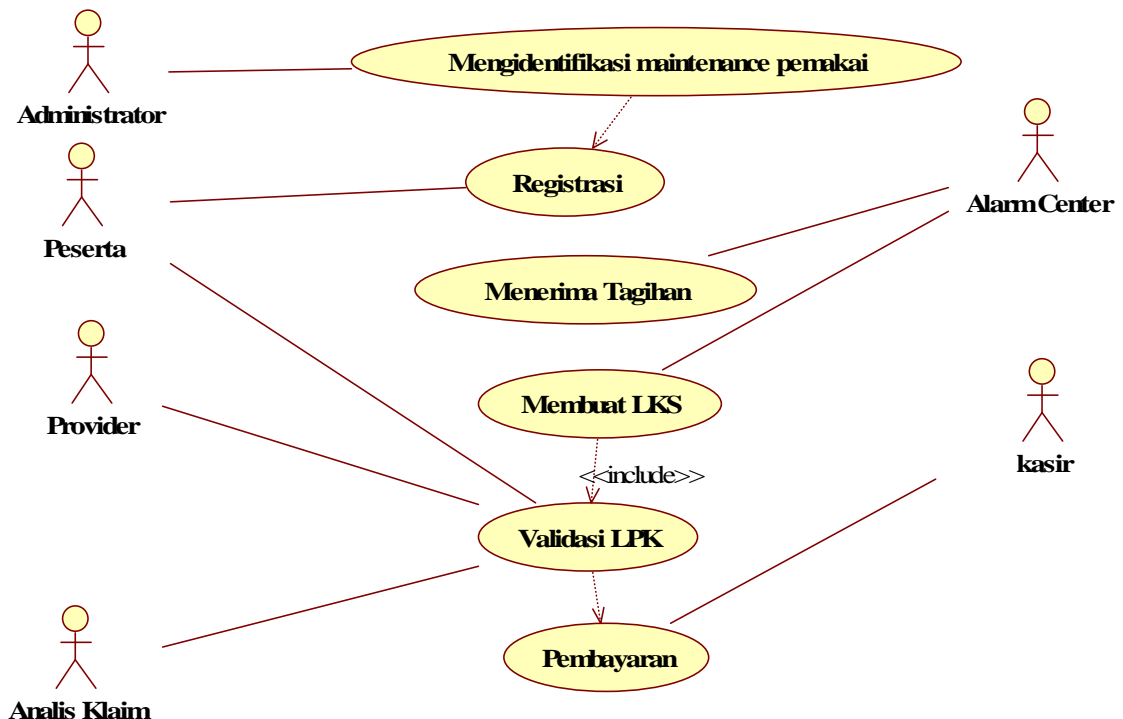 Mengidentifikasi maintenance pemakai
Administrator
Registrasi
Alarm Center
Peserta
Menerima Tagihan
Provider
Membuat LKS
kasir
<<include>>
Validasi LPK
Pembayaran
Analis Klaim